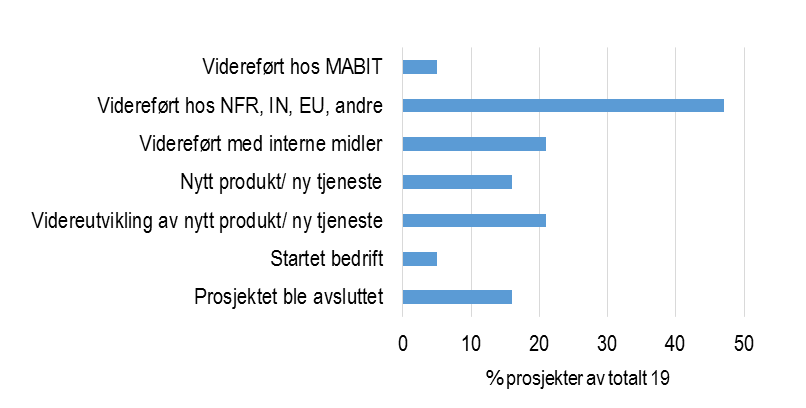 Videreført hos MABIT
Videreført hos NFR, IN, EU, andre
Videreført med interne midler
Nytt produkt/ ny tjeneste
Videreutvikling av nytt produkt/ ny tjeneste
Startet bedrift
Prosjektet ble avsluttet
0 10 20 30 40 50
% prosjekter av totalt 19